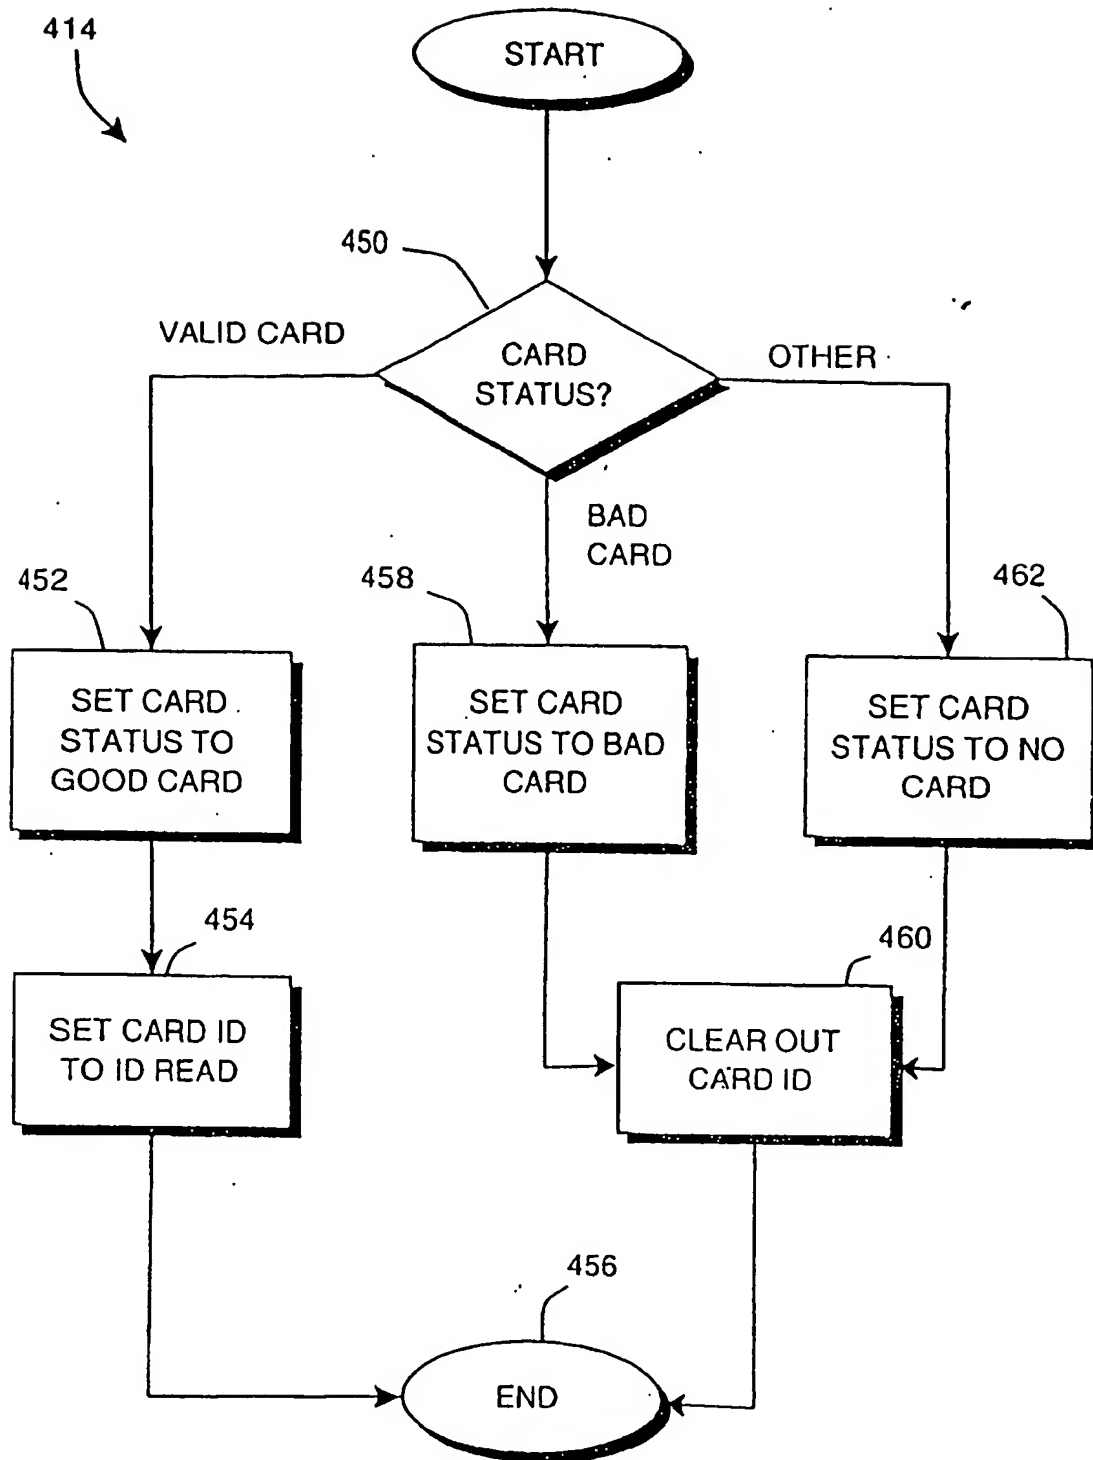 414
START
450
VALID CARD
CARD
STATUS?
OTHER
BAD
CARD
452
458
462
SET CARD
STATUS TO
GOOD CARD
SET CARD
STATUS TO BAD
CARD
SET CARD
STATUS TO NO
CARD
454
460
SET CARD ID
TO ID READ
CLEAR OUT
CARD ID
456
END